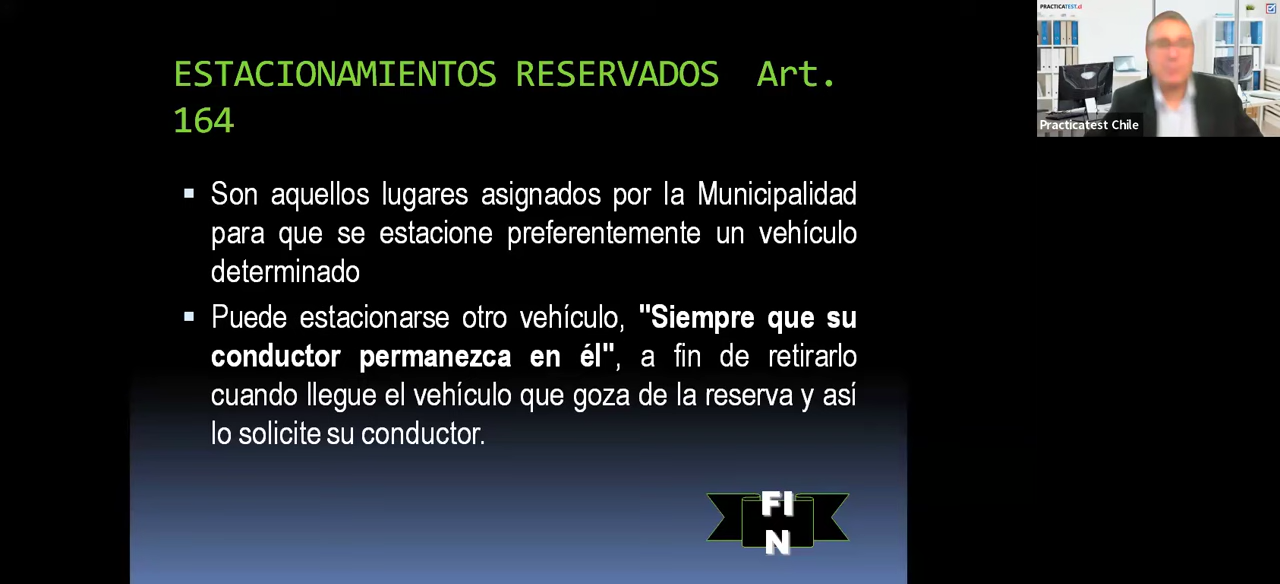 PRACTICATEST.cl
ESTACIONAMIENTOS RESERVADOS Art.
164
Practicatest Chile
▪ Son aquellos lugares asignados por la Municipalidad
para que se estacione preferentemente un vehículo
determinado
▪ Puede estacionarse otro vehículo, "Siempre que su
conductor permanezca en él", a fin de retirarlo
cuando llegue el vehículo que goza de la reserva y así
lo solicite su conductor.
FI
N